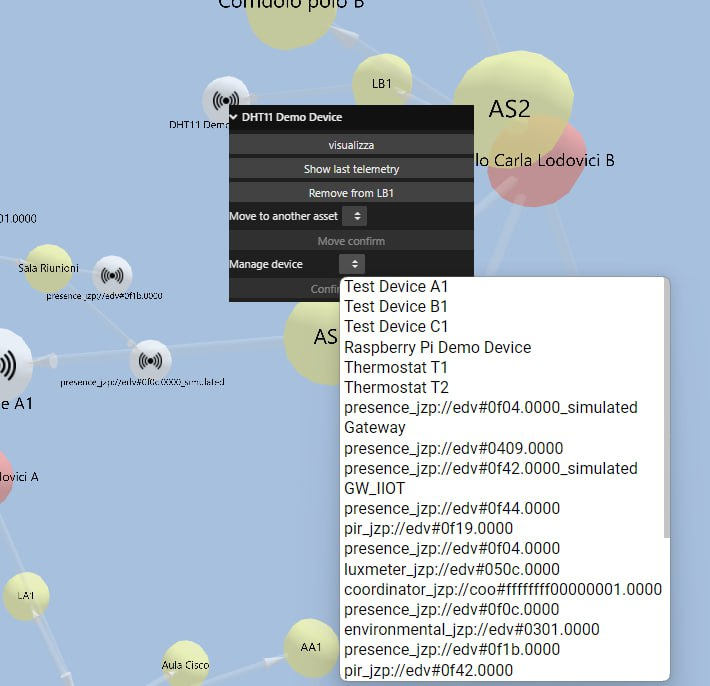 Corridoio polo B
LB1
AS2
DHT11 Demo
DHT11 Demo Device
visualizza
lo Carla Lodovici B
Show last telemetry
Remove from LB1
01.0000
Move to another asset
Move confirm
Manage device
Sala Riunioni
presence_jzp://edv#0f1b.0000
Confir
AS
presence_jzp://edv#0f0c.0000_simulated
e A1
ovici A
LA1
Aula Cisco
AA1
Test Device A1
Test Device B1
Test Device C1
Raspberry Pi Demo Device
Thermostat T1
Thermostat T2
presence_jzp://edv#0f04.0000_simulated
Gateway
presence_jzp://edv#0409.0000
presence_jzp://edv#0f42.0000_simulated
GW_IIOT
presence_jzp://edv#0f44.0000
pir_jzp://edv#0f19.0000
presence_jzp://edv#0f04.0000
luxmeter_jzp://edv#050c.0000
coordinator_jzp://coo#ffffffff00000001.0000
presence_jzp://edv#0f0c.0000
environmental_jzp://edv#0301.0000
presence_jzp://edv#0f1b.0000
pir_jzp://edv#0f42.0000